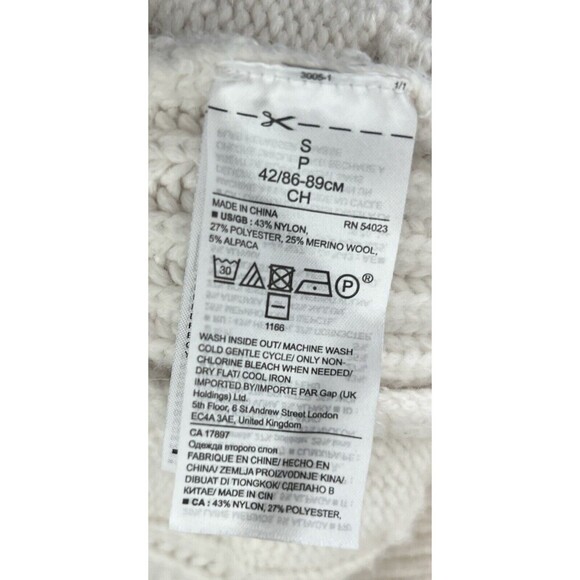 3G05-1
1/1
S
P
42/86-89CM
CH
MADE IN CHINA RN 54023
■ US/GB: 43% NYLON,
27% POLYESTER, 25% MERINO WOOL,
5% ALPACA
30 P ®
1166
WASH INSIDE OUT/ MACHINE WASH
COLD GENTLE CYCLE/ ONLY NON-
CHLORINE BLEACH WHEN NEEDED/
DRY FLAT/ COOL IRON
IMPORTED BY/IMPORTE PAR Gap (UK
Holdings) Ltd.
5th Floor, 6 St Andrew Street London
EC4A 3AE, United Kingdom
CA 17897
Одежда второго слоя
FABRIQUE EN CHINE/ HECHO EN
CHINA/ ZEMLJA PROIZVODNJE KINA/
DIBUAT DI TIONGKOK/ СДЕЛАНО В
КИТАЕ/ MADE IN CIN
■ CA: 43% NYLON, 27% POLYESTER,